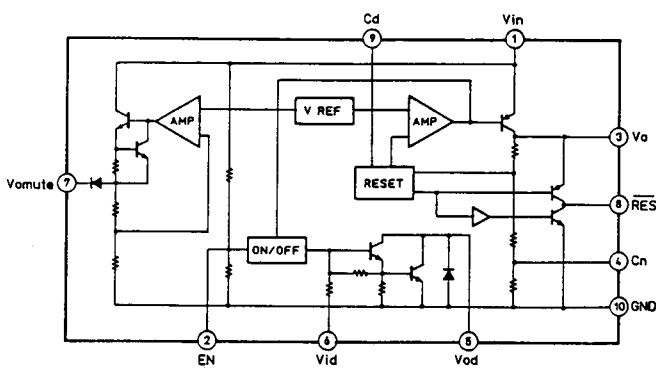 Cd
9
Vin
1
AMP
V REF
AMP
3
Vo
Vomute
7
RESET
8
RES
ON/OFF
4
Cn
10
GND
2
EN
6
Vid
5
Vod